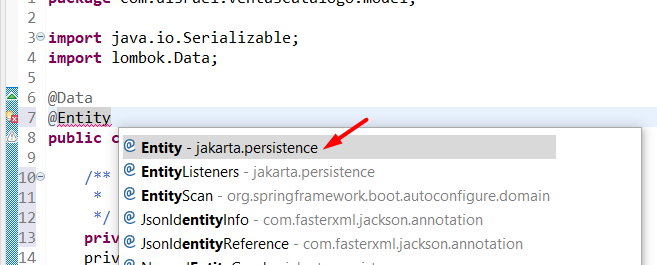 1 package com.disruel.ventascatalogo.model;
2
3 import java.io.Serializable;
4 import lombok.Data;
5
6 @Data
7 @Entity
8 public c
9
10 /**
11 *
12 */
13 priv
14 priv
Entity - jakarta.persistence
EntityListeners - jakarta.persistence
EntityScan - org.springframework.boot.autoconfigure.domain
JsonIdentityInfo - com.fasterxml.jackson.annotation
JsonIdentityReference - com.fasterxml.jackson.annotation